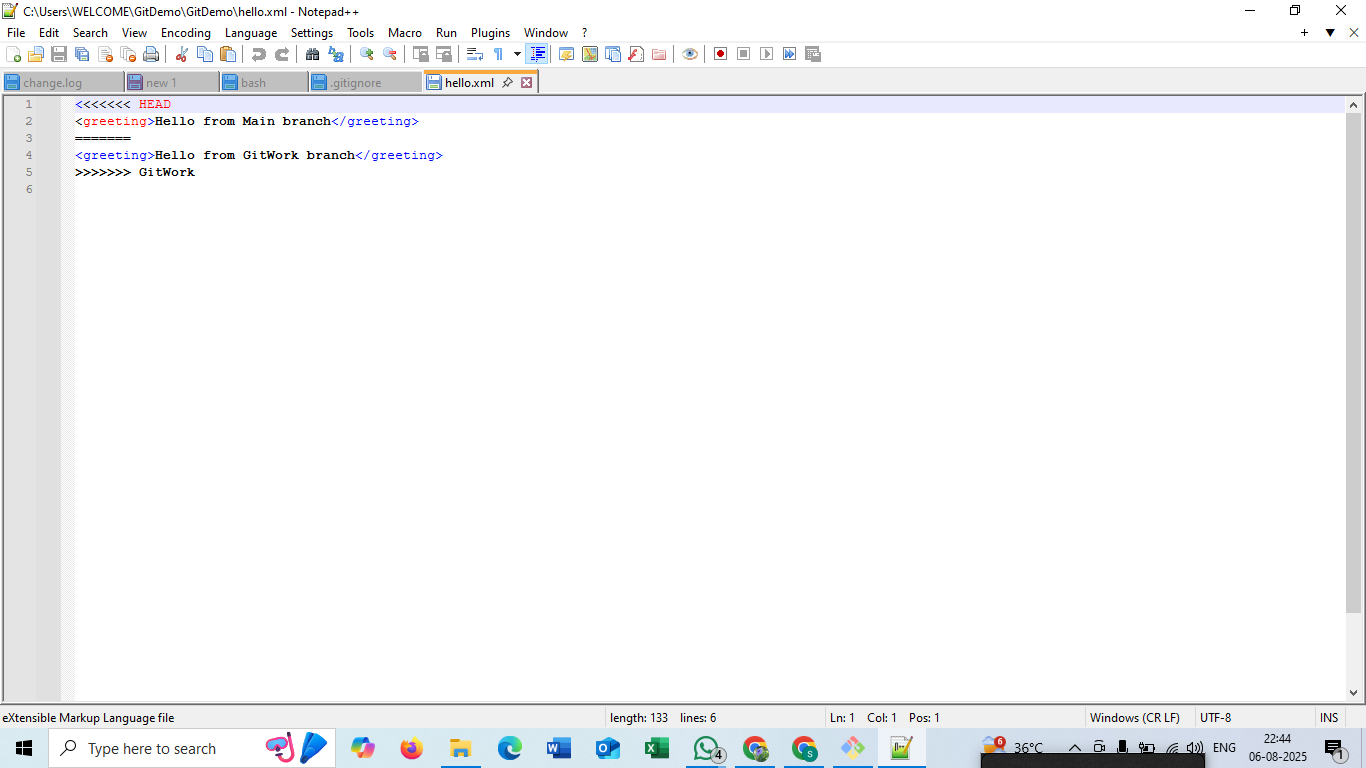 C:\Users\WELCOME\GitDemo\GitDemo\hello.xml - Notepad++
File Edit Search View Encoding Language Settings Tools Macro Run Plugins Window ?
change.log new 1 bash .gitignore hello.xml
1 <<<<<<< HEAD
2 <greeting>Hello from Main branch</greeting>
3 =======
4 <greeting>Hello from GitWork branch</greeting>
5 >>>>>>> GitWork
6
eXtensible Markup Language file length: 133 lines: 6 Ln: 1 Col: 1 Pos: 1 Windows (CR LF) UTF-8 INS
Type here to search 4 S 6 36°C ENG 22:44 1
06-08-2025